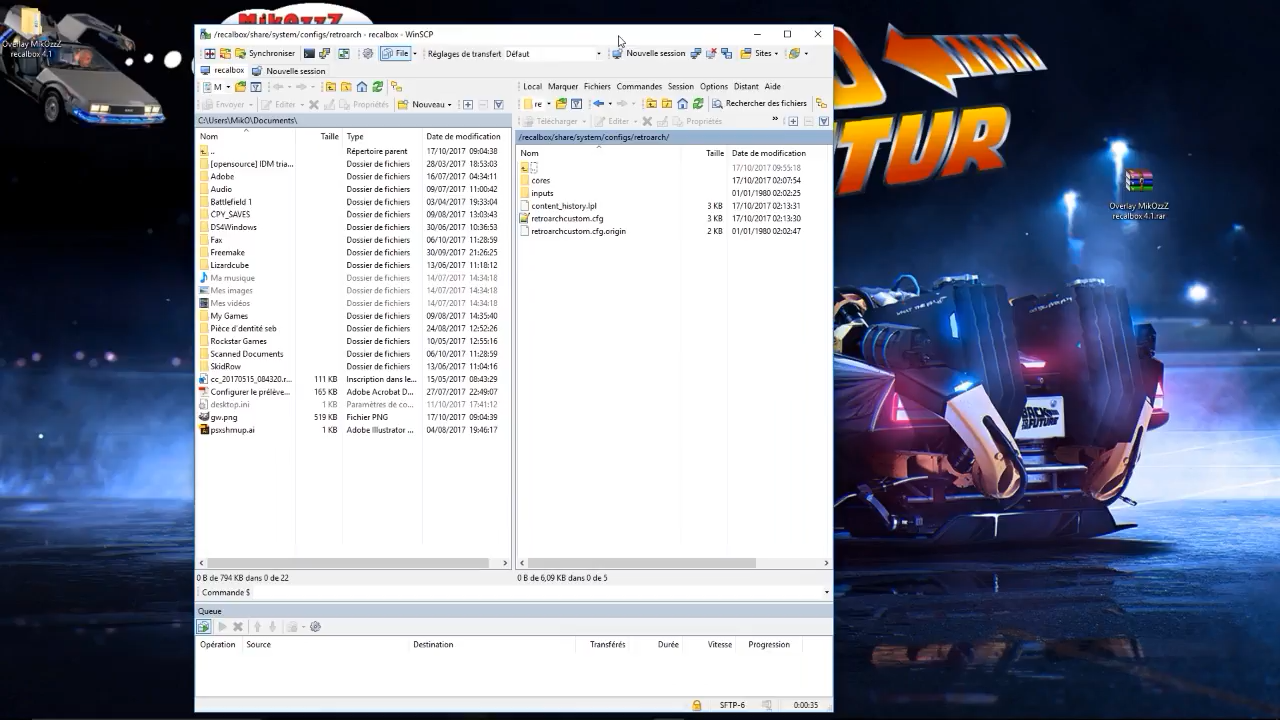 MikOzzZ
Overlay MikOzzZ
recalbox 4.1
/recalbox/share/system/configs/retroarch - recalbox - WinSCP
Synchroniser
File
Réglages de transfert Défaut
Nouvelle session
Sites
recalbox
Nouvelle session
M
Local Marquer Fichiers Commandes Session Options Distant Aide
re
Rechercher des fichiers
Envoyer
Editer
Propriétés
Nouveau
Télécharger
Editer
Propriétés
C:\Users\MikO\Documents\
/recalbox/share/system/configs/retroarch/
Nom Taille Type Date de modification
.. Répertoire parent 17/10/2017 09:04:38
[opensource] IDM tria... Dossier de fichiers 28/03/2017 18:53:03
Adobe Dossier de fichiers 16/07/2017 04:34:11
Audio Dossier de fichiers 09/07/2017 11:00:42
Battlefield 1 Dossier de fichiers 03/04/2017 19:33:04
CPY_SAVES Dossier de fichiers 09/08/2017 13:03:43
DS4Windows Dossier de fichiers 30/08/2017 10:36:53
Fax Dossier de fichiers 06/10/2017 11:28:59
Freemake Dossier de fichiers 30/09/2017 21:26:25
Lizardcube Dossier de fichiers 13/06/2017 11:18:12
Ma musique Dossier de fichiers 14/07/2017 14:34:18
Mes images Dossier de fichiers 14/07/2017 14:34:18
Mes vidéos Dossier de fichiers 14/07/2017 14:34:18
My Games Dossier de fichiers 09/08/2017 14:35:40
Pièce d'dentité seb Dossier de fichiers 24/08/2017 12:52:26
Rockstar Games Dossier de fichiers 10/05/2017 12:55:16
Scanned Documents Dossier de fichiers 06/10/2017 11:28:59
SkidRow Dossier de fichiers 13/06/2017 11:04:16
cc_20170515_084320.r... 111 KB Inscription dans le... 15/05/2017 08:43:29
Configurer le prélève... 165 KB Adobe Acrobat D... 27/07/2017 22:49:07
desktop.ini 1 KB Paramètres de co... 11/10/2017 17:41:12
gw.png 519 KB Fichier PNG 17/10/2017 09:04:39
psxshmup.ai 1 KB Adobe Illustrator ... 04/08/2017 19:46:17
Nom Taille Date de modification
17/10/2017 09:55:18
cores 17/10/2017 02:07:54
inputs 01/01/1980 02:02:25
content_history.lpl 3 KB 17/10/2017 02:13:31
retroarchcustom.cfg 3 KB 17/10/2017 02:13:30
retroarchcustom.cfg.origin 2 KB 01/01/1980 02:02:47
0 B de 794 KB dans 0 de 22
0 B de 6,09 KB dans 0 de 5
Commande $
Queue
Opération Source Destination Transférés Durée Vitesse Progression
SFTP-6 0:00:35
TUR
Overlay MikOzzZ
recalbox 4.1.rar
BACK TO THE FUTURE